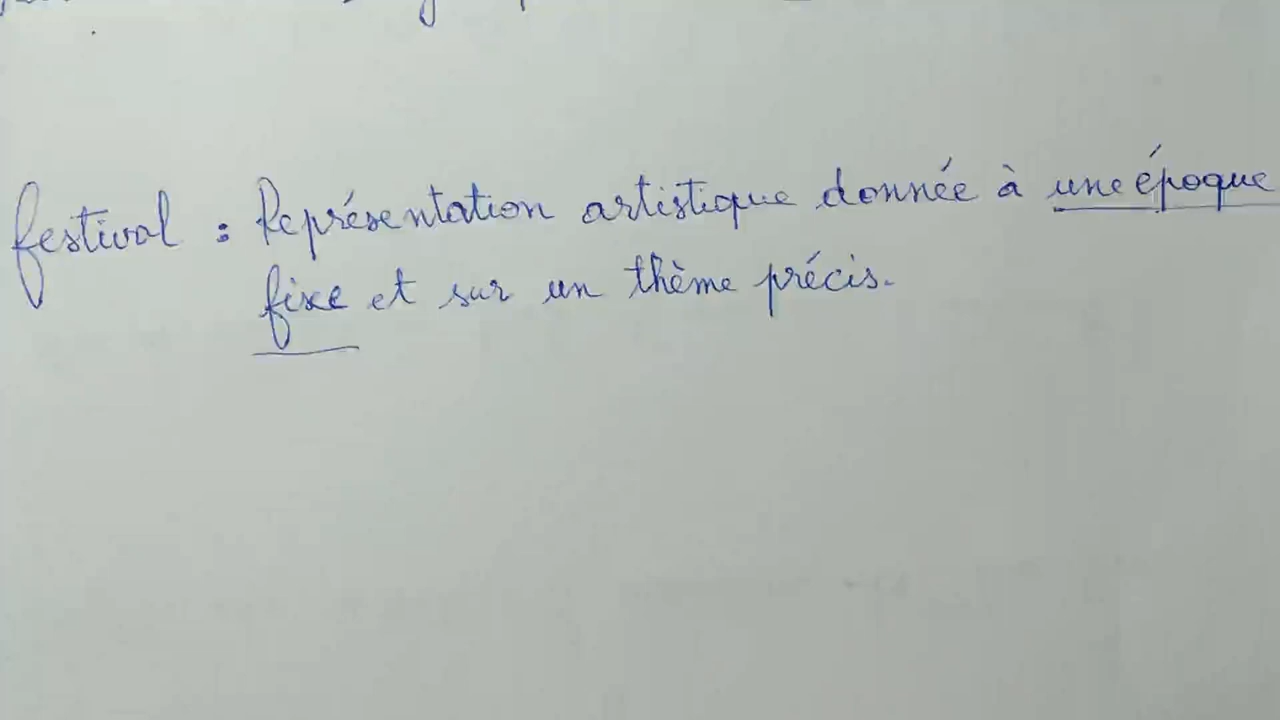 festival : Représentation artistique donnée à une époque
fixe et sur un thème précis.